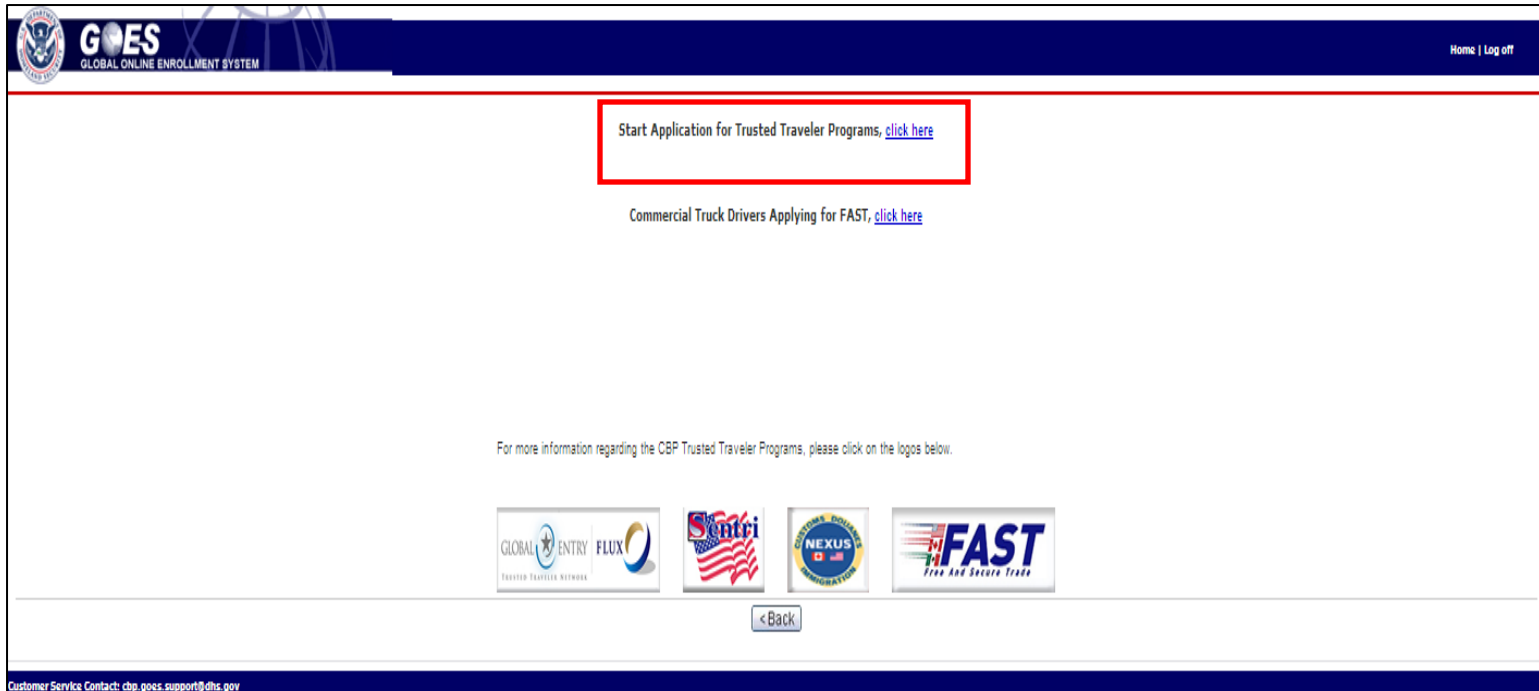 GOES
GLOBAL ONLINE ENROLLMENT SYSTEM
Home | Log off
Start Application for Trusted Traveler Programs, click here
Commercial Truck Drivers Applying for FAST, click here
For more information regarding the CBP Trusted Traveler Programs, please click on the logos below.
GLOBAL ENTRY FLUX
TRUSTED TRAVELER NETWORK
Sentri
CUSTOMS DOUANES
NEXUS
IMMIGRATION
FAST
Free And Secure Trade
<Back
Customer Service Contact: cbp.goes.support@dhs.gov